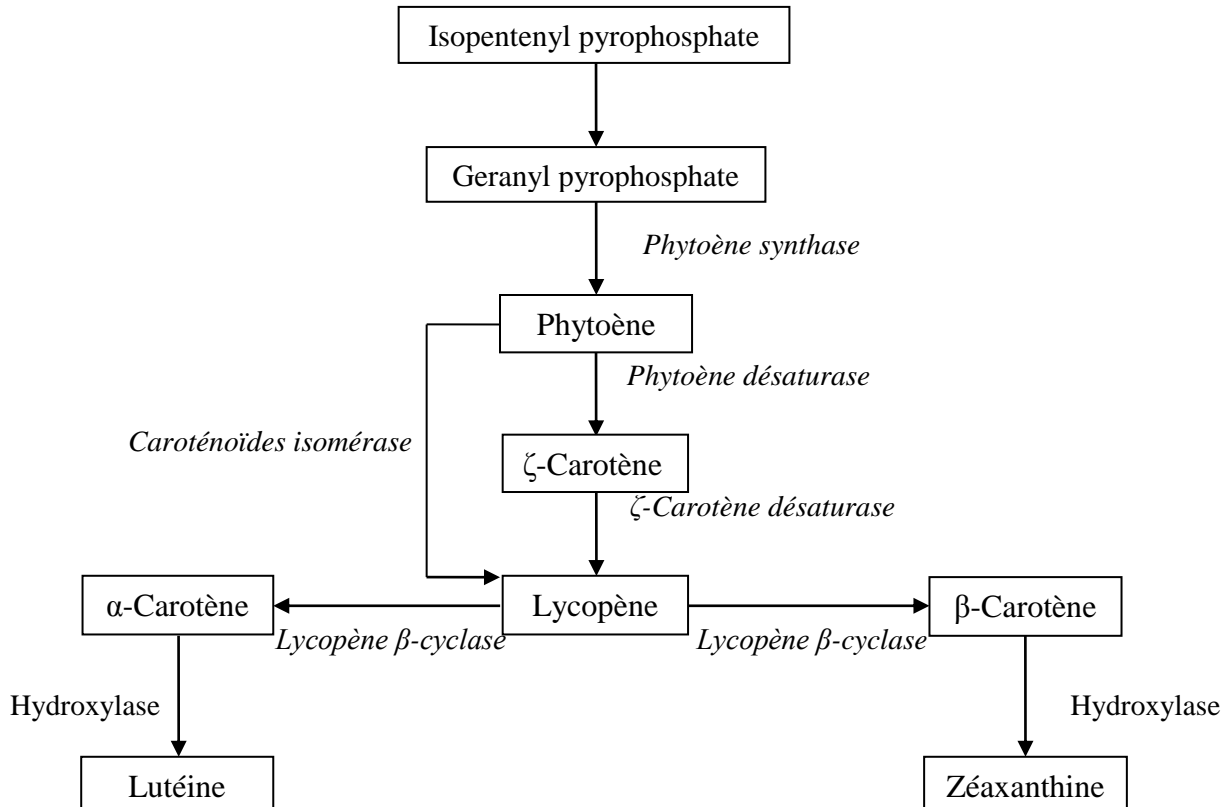 Isopentenyl pyrophosphate
Geranyl pyrophosphate
Phytoène synthase
Phytoène
Phytoène désaturase
Caroténoïdes isomérase
ζ-Carotène
ζ-Carotène désaturase
α-Carotène
Lycopène
β-Carotène
Lycopène β-cyclase
Lycopène β-cyclase
Hydroxylase
Hydroxylase
Lutéine
Zéaxanthine